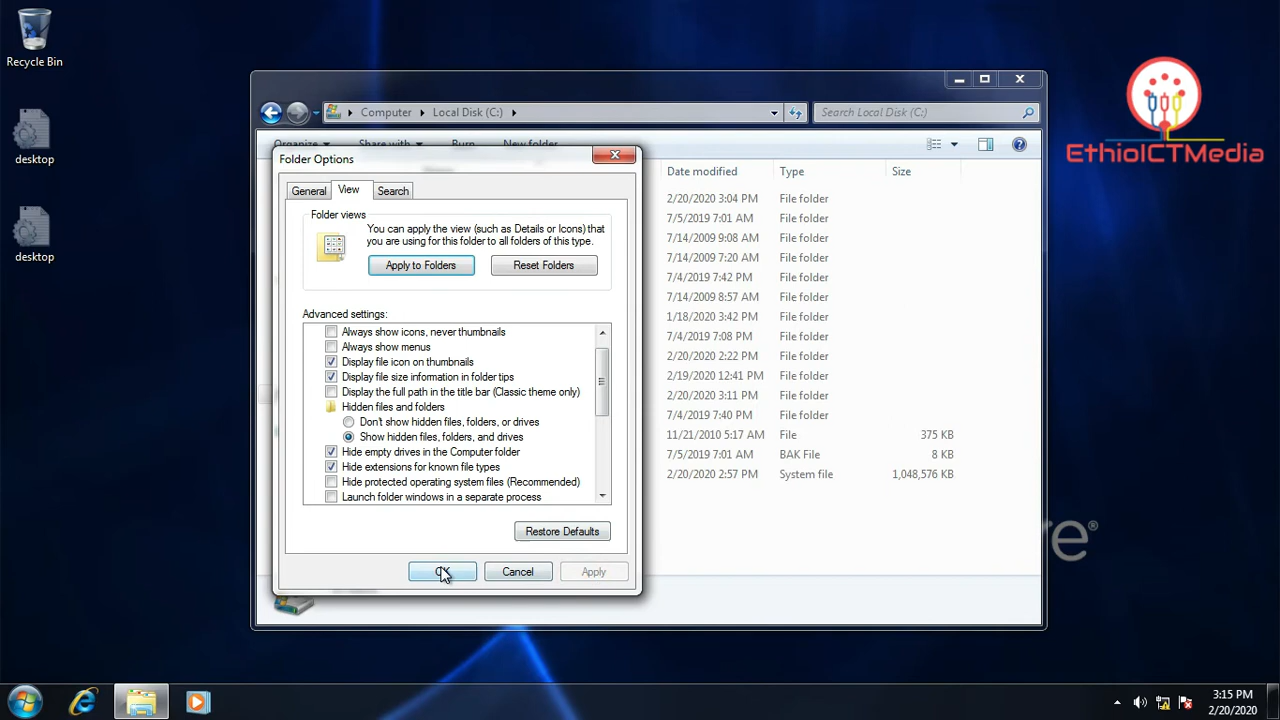 Recycle Bin
desktop
desktop
EthioICTMedia
Computer
Local Disk (C:)
Search Local Disk (C:)
Organize
Share with
Burn
New folder
Folder Options
General
View
Search
Folder views
You can apply the view (such as Details or Icons) that
you are using for this folder to all folders of this type.
Apply to Folders
Reset Folders
Advanced settings:
Always show icons, never thumbnails
Always show menus
Display file icon on thumbnails
Display file size information in folder tips
Display the full path in the title bar (Classic theme only)
Hidden files and folders
Don't show hidden files, folders, or drives
Show hidden files, folders, and drives
Hide empty drives in the Computer folder
Hide extensions for known file types
Hide protected operating system files (Recommended)
Launch folder windows in a separate process
Restore Defaults
OK
Cancel
Apply
Date modified
Type
Size
2/20/2020 3:04 PM File folder
7/5/2019 7:01 AM File folder
7/14/2009 9:08 AM File folder
7/14/2009 7:20 AM File folder
7/4/2019 7:42 PM File folder
7/14/2009 8:57 AM File folder
1/18/2020 3:42 PM File folder
7/4/2019 7:08 PM File folder
2/20/2020 2:22 PM File folder
2/19/2020 12:41 PM File folder
2/20/2020 3:11 PM File folder
7/4/2019 7:40 PM File folder
11/21/2010 5:17 AM File 375 KB
7/5/2019 7:01 AM BAK File 8 KB
2/20/2020 2:57 PM System file 1,048,576 KB
re®
3:15 PM
2/20/2020